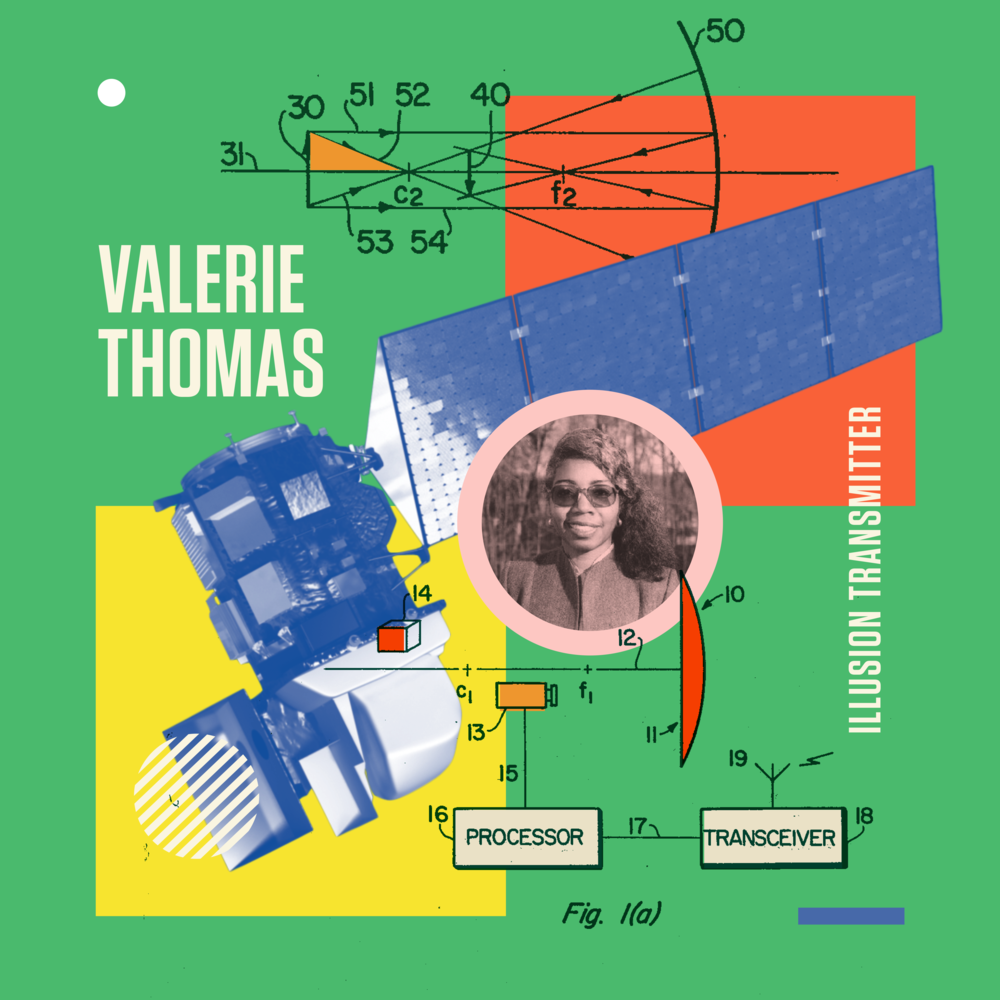 50
51 52 40
30
31
c2 f2
53 54
VALERIE
THOMAS
ILLUSION TRANSMITTER
14
10
12
c1 f1
13
11
15
19
16 PROCESSOR 17 TRANSCEIVER 18
Fig. 1(a)